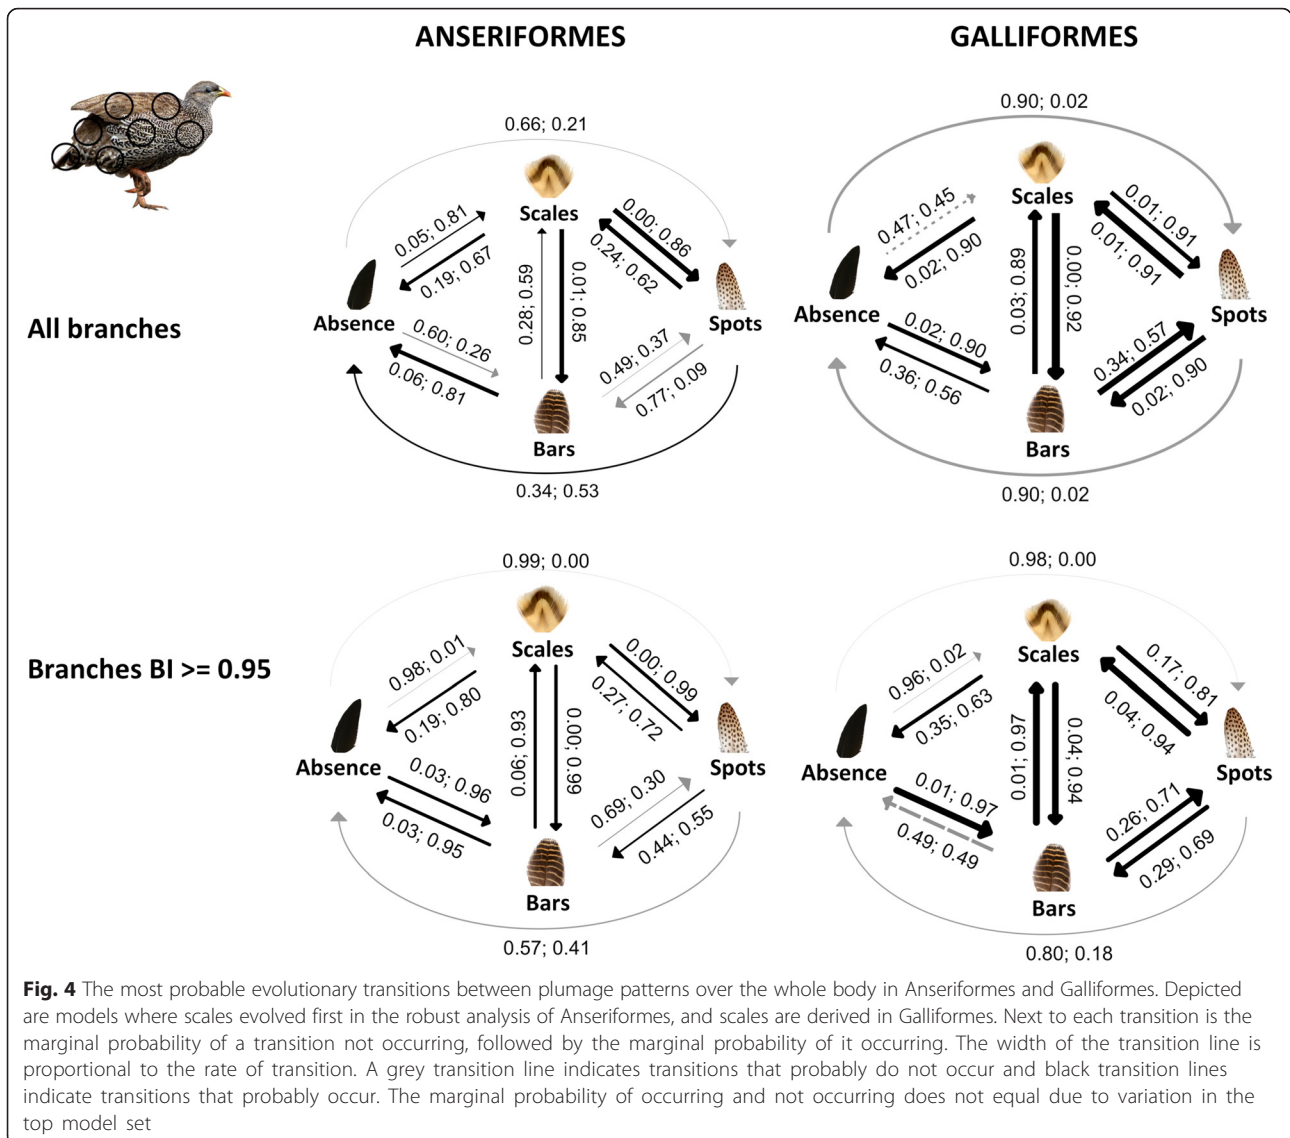 ANSERIFORMES
GALLIFORMES
All branches
0.66; 0.21
Scales
0.05; 0.81
0.19; 0.67
0.00; 0.86
0.24; 0.62
Absence
0.28; 0.59
0.01; 0.85
Spots
0.60; 0.26
0.06; 0.81
0.49; 0.37
0.77; 0.09
Bars
0.34; 0.53
0.90; 0.02
Scales
0.47; 0.45
0.02; 0.90
0.01; 0.91
0.01; 0.91
Absence
0.03; 0.89
0.00; 0.92
Spots
0.02; 0.90
0.36; 0.56
0.34; 0.57
0.02; 0.90
Bars
0.90; 0.02
Branches BI >= 0.95
0.99; 0.00
Scales
0.98; 0.01
0.19; 0.80
0.00; 0.99
0.27; 0.72
Absence
0.06; 0.93
0.00; 0.99
Spots
0.03; 0.96
0.03; 0.95
0.69; 0.30
0.44; 0.55
Bars
0.57; 0.41
0.98; 0.00
Scales
0.96; 0.02
0.35; 0.63
0.17; 0.81
0.04; 0.94
Absence
0.01; 0.97
0.04; 0.94
Spots
0.01; 0.97
0.49; 0.49
0.26; 0.71
0.29; 0.69
Bars
0.80; 0.18
Fig. 4 The most probable evolutionary transitions between plumage patterns over the whole body in Anseriformes and Galliformes. Depicted
are models where scales evolved first in the robust analysis of Anseriformes, and scales are derived in Galliformes. Next to each transition is the
marginal probability of a transition not occurring, followed by the marginal probability of it occurring. The width of the transition line is
proportional to the rate of transition. A grey transition line indicates transitions that probably do not occur and black transition lines
indicate transitions that probably occur. The marginal probability of occurring and not occurring does not equal due to variation in the
top model set